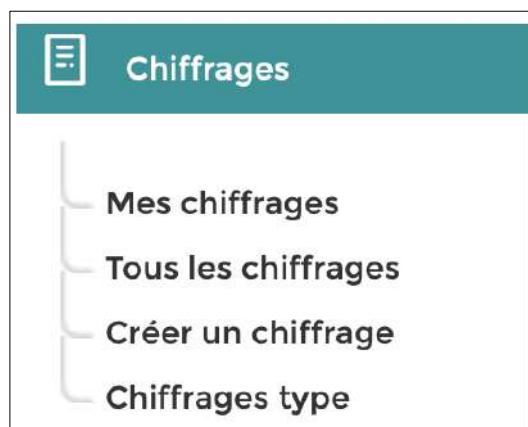 Chiffrages
Mes chiffrages
Tous les chiffrages
Créer un chiffrage
Chiffrages type